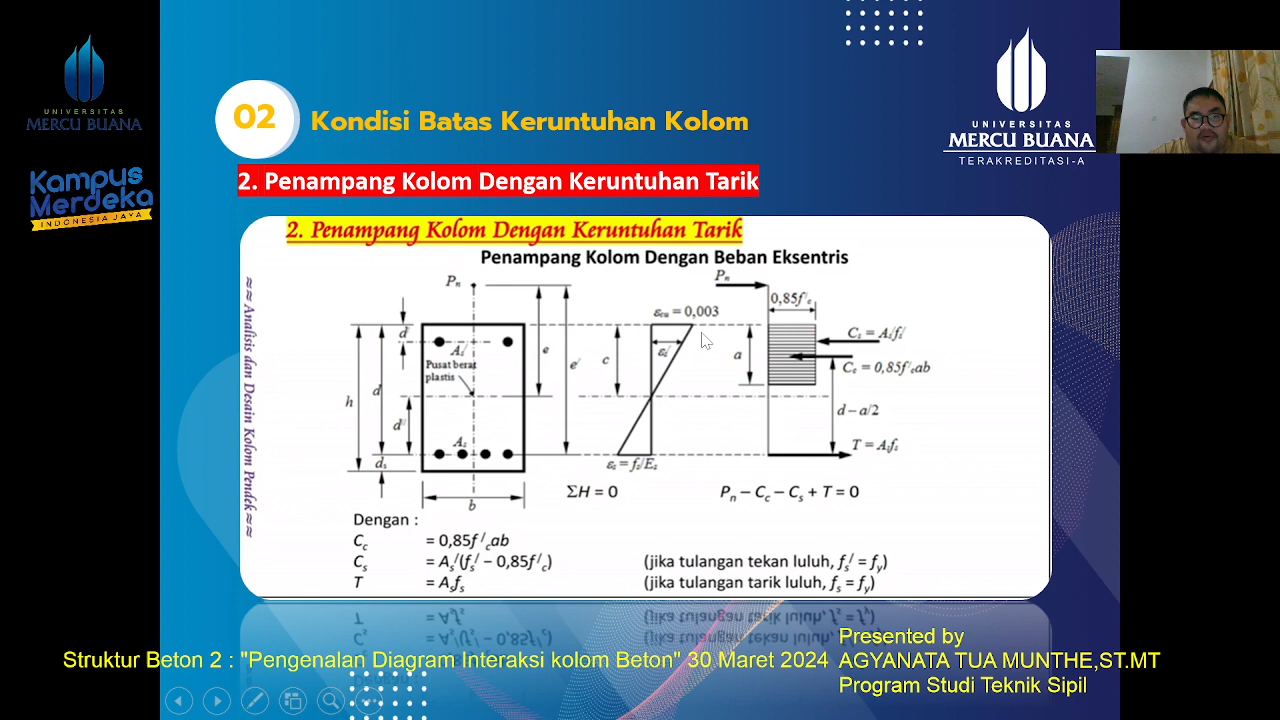 UNIVERSITAS
MERCU BUANA
Kampus
Merdeka
INDONESIA JAYA
02
Kondisi Batas Keruntuhan Kolom
UNIVERSITAS
MERCU BUANA
TERAKREDITASI-A
2. Penampang Kolom Dengan Keruntuhan Tarik
2. Penampang Kolom Dengan Keruntuhan Tarik
Penampang Kolom Dengan Beban Eksentris
≈≈ Analisis dan Desain Kolom Pendek ≈≈
Pn
Pn
0,85f'c
εcu = 0,003
d'
As'
εs'
Cs = As'fs'
e
e'
c
a
Pusat berat
plastis
Cc = 0,85f'cab
h
d
d"
d – a/2
As
T = Asfs
ds
εs = fs/Es
b
ΣH = 0
Pn – Cc – Cs + T = 0
Dengan :
Cc = 0,85f/cab
Cs = As/(fs/ – 0,85f/c) (jika tulangan tekan luluh, fs/ = fy)
T = Asfs (jika tulangan tarik luluh, fs = fy)
Presented by
Struktur Beton 2 : "Pengenalan Diagram Interaksi kolom Beton" 30 Maret 2024 AGYANATA TUA MUNTHE,ST.MT
Program Studi Teknik Sipil